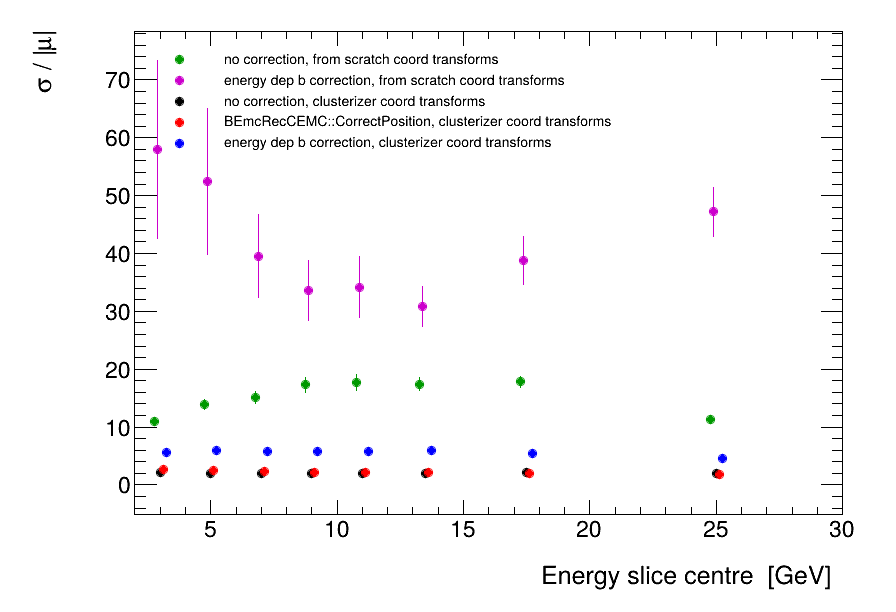 σ / |μ|
no correction, from scratch coord transforms
energy dep b correction, from scratch coord transforms
no correction, clusterizer coord transforms
BEmcRecCEMC::CorrectPosition, clusterizer coord transforms
energy dep b correction, clusterizer coord transforms
70
60
50
40
30
20
10
0
5 10 15 20 25 30
Energy slice centre [GeV]